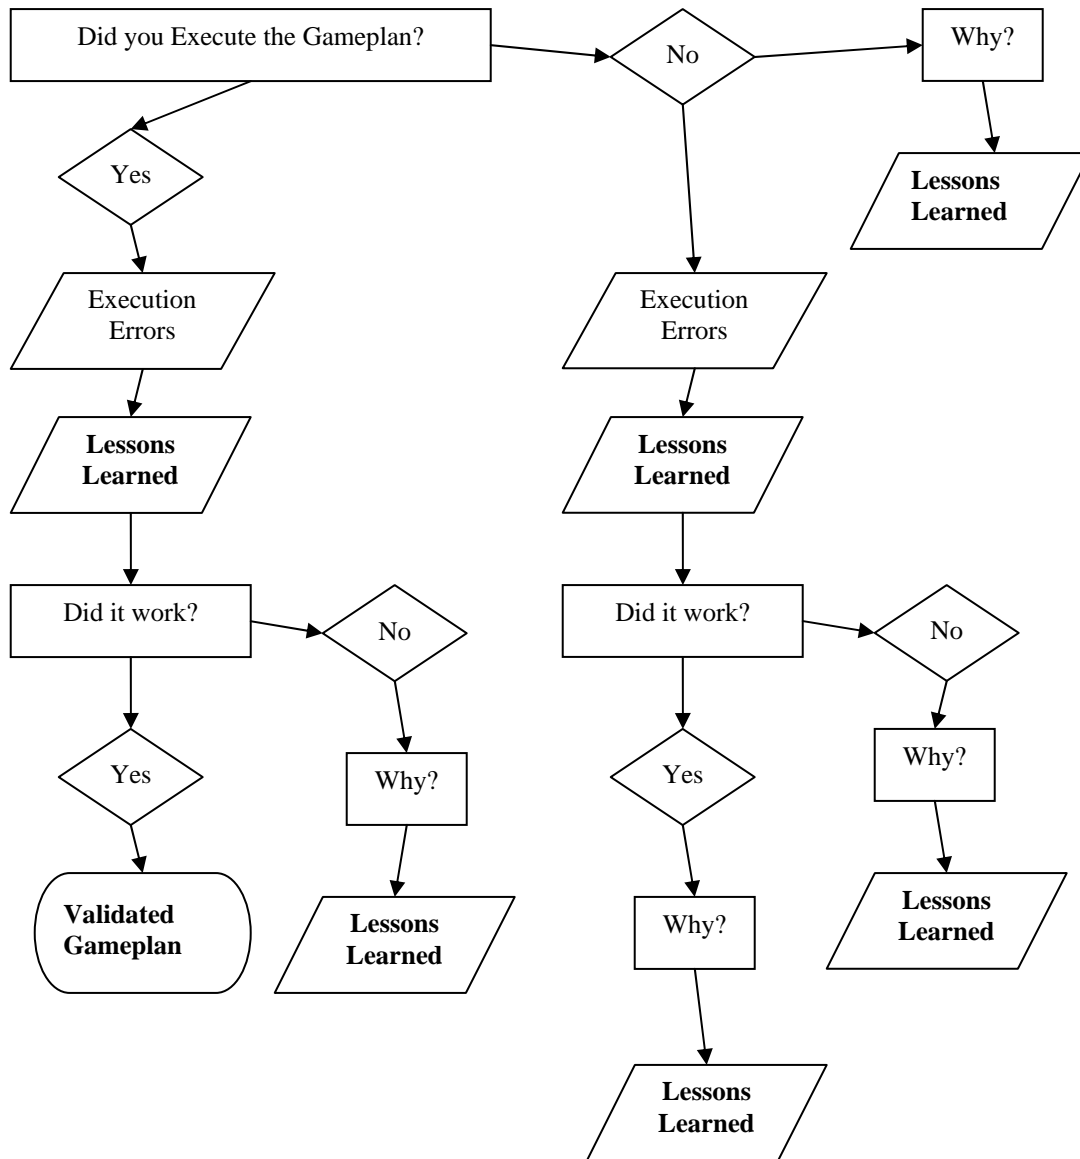 Did you Execute the Gameplan?
No
Why?
Yes
Lessons
Learned
Execution
Errors
Execution
Errors
Lessons
Learned
Lessons
Learned
Did it work?
No
Did it work?
No
Yes
Why?
Yes
Why?
Validated
Gameplan
Lessons
Learned
Why?
Lessons
Learned
Lessons
Learned